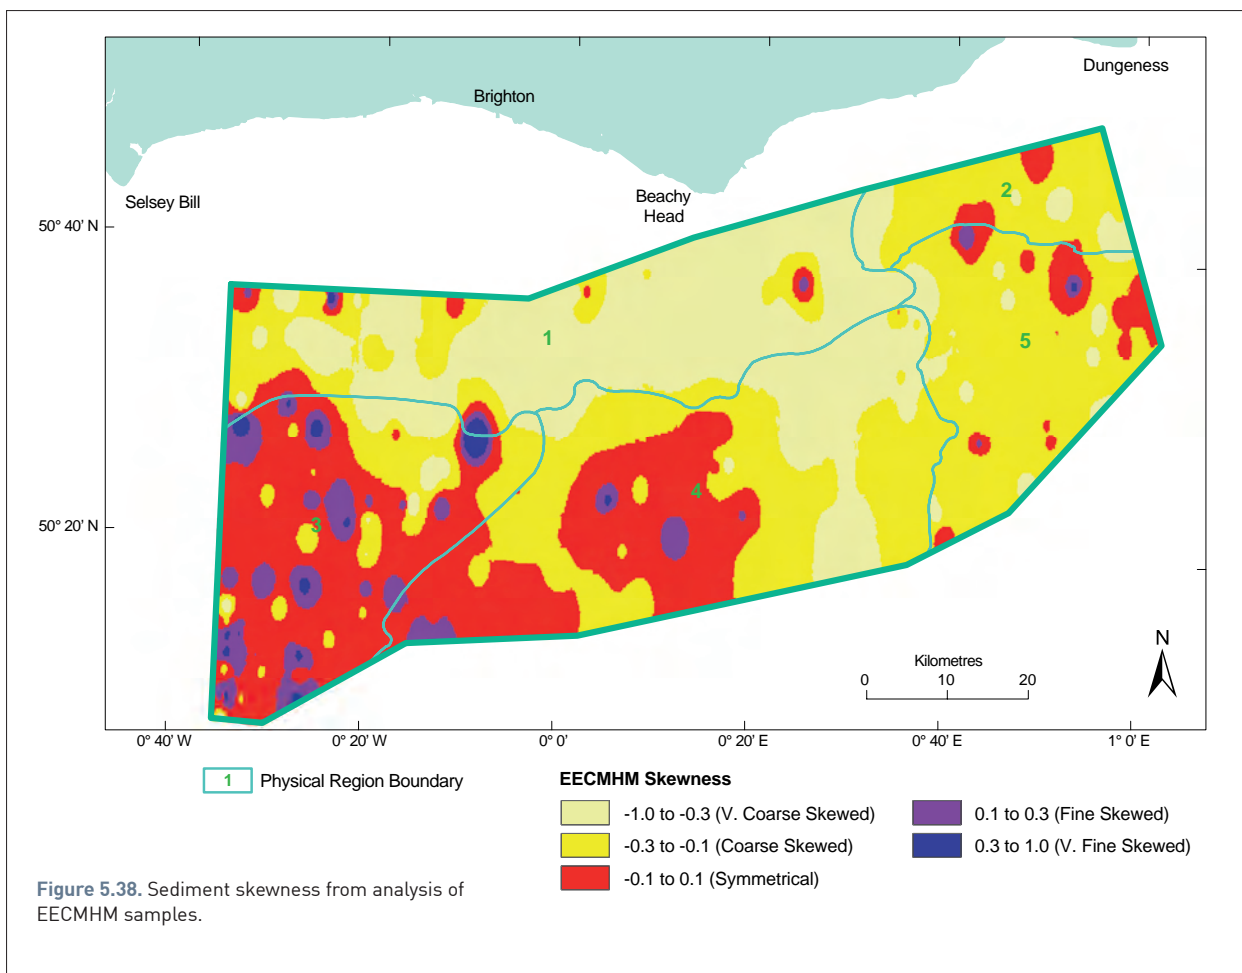 Dungeness
Brighton
Selsey Bill
Beachy
Head
50° 40' N
2
1
5
4
3
50° 20' N
N
Kilometres
0 10 20
0° 40' W 0° 20' W 0° 0' 0° 20' E 0° 40' E 1° 0' E
1 Physical Region Boundary
EECMHM Skewness
-1.0 to -0.3 (V. Coarse Skewed)
-0.3 to -0.1 (Coarse Skewed)
-0.1 to 0.1 (Symmetrical)
0.1 to 0.3 (Fine Skewed)
0.3 to 1.0 (V. Fine Skewed)
Figure 5.38. Sediment skewness from analysis of
EECMHM samples.